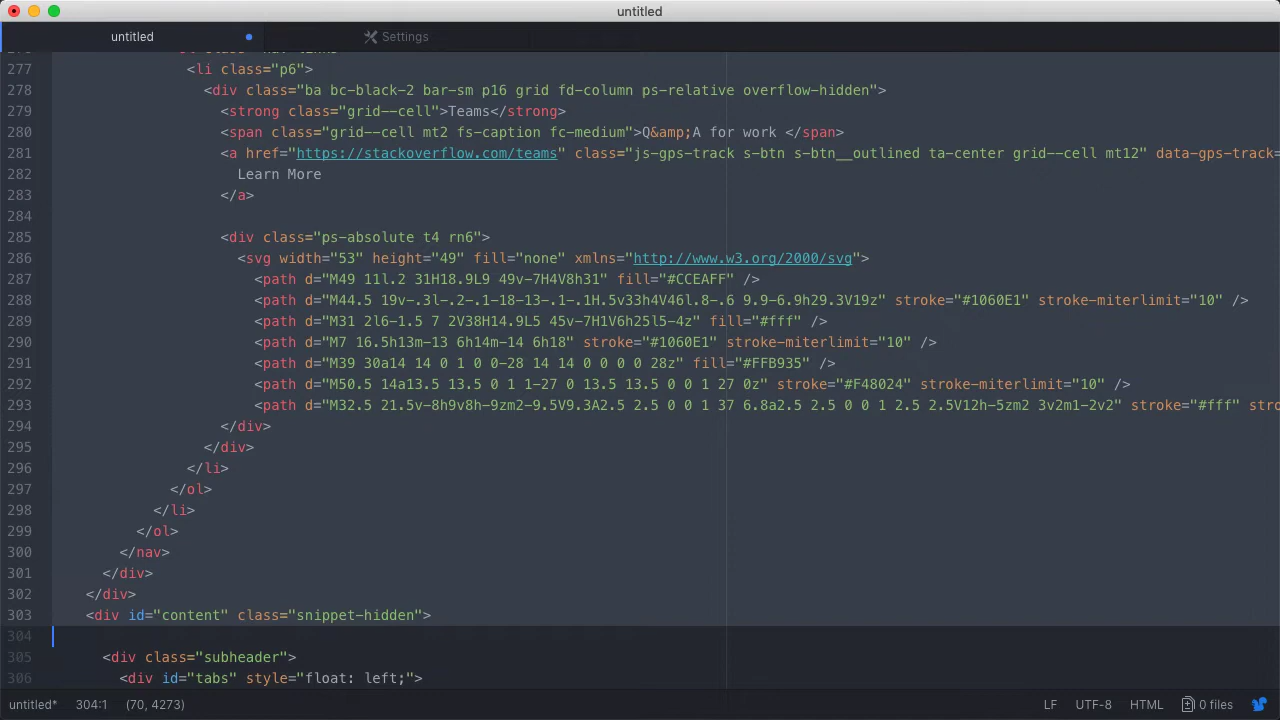 untitled
untitled
Settings
277 <li class="p6">
278 <div class="ba bc-black-2 bar-sm p16 grid fd-column ps-relative overflow-hidden">
279 <strong class="grid--cell">Teams</strong>
280 <span class="grid--cell mt2 fs-caption fc-medium">Q&amp;A for work </span>
281 <a href="https://stackoverflow.com/teams" class="js-gps-track s-btn s-btn__outlined ta-center grid--cell mt12" data-gps-track=
282 Learn More
283 </a>
284
285 <div class="ps-absolute t4 rn6">
286 <svg width="53" height="49" fill="none" xmlns="http://www.w3.org/2000/svg">
287 <path d="M49 11l.2 31H18.9L9 49v-7H4V8h31" fill="#CCEAFF" />
288 <path d="M44.5 19v-.3l-.2-.1-18-13-.1-.1H.5v33h4V46l.8-.6 9.9-6.9h29.3V19z" stroke="#1060E1" stroke-miterlimit="10" />
289 <path d="M31 2l6-1.5 7 2V38H14.9L5 45v-7H1V6h25l5-4z" fill="#fff" />
290 <path d="M7 16.5h13m-13 6h14m-14 6h18" stroke="#1060E1" stroke-miterlimit="10" />
291 <path d="M39 30a14 14 0 1 0 0-28 14 14 0 0 0 0 28z" fill="#FFB935" />
292 <path d="M50.5 14a13.5 13.5 0 1 1-27 0 13.5 13.5 0 0 1 27 0z" stroke="#F48024" stroke-miterlimit="10" />
293 <path d="M32.5 21.5v-8h9v8h-9zm2-9.5V9.3A2.5 2.5 0 0 1 37 6.8a2.5 2.5 0 0 1 2.5 2.5V12h-5zm2 3v2m1-2v2" stroke="#fff" stro
294 </div>
295 </div>
296 </li>
297 </ol>
298 </li>
299 </ol>
300 </nav>
301 </div>
302 </div>
303 <div id="content" class="snippet-hidden">
304
305 <div class="subheader">
306 <div id="tabs" style="float: left;">
untitled* 304:1 (70, 4273) LF UTF-8 HTML 0 files